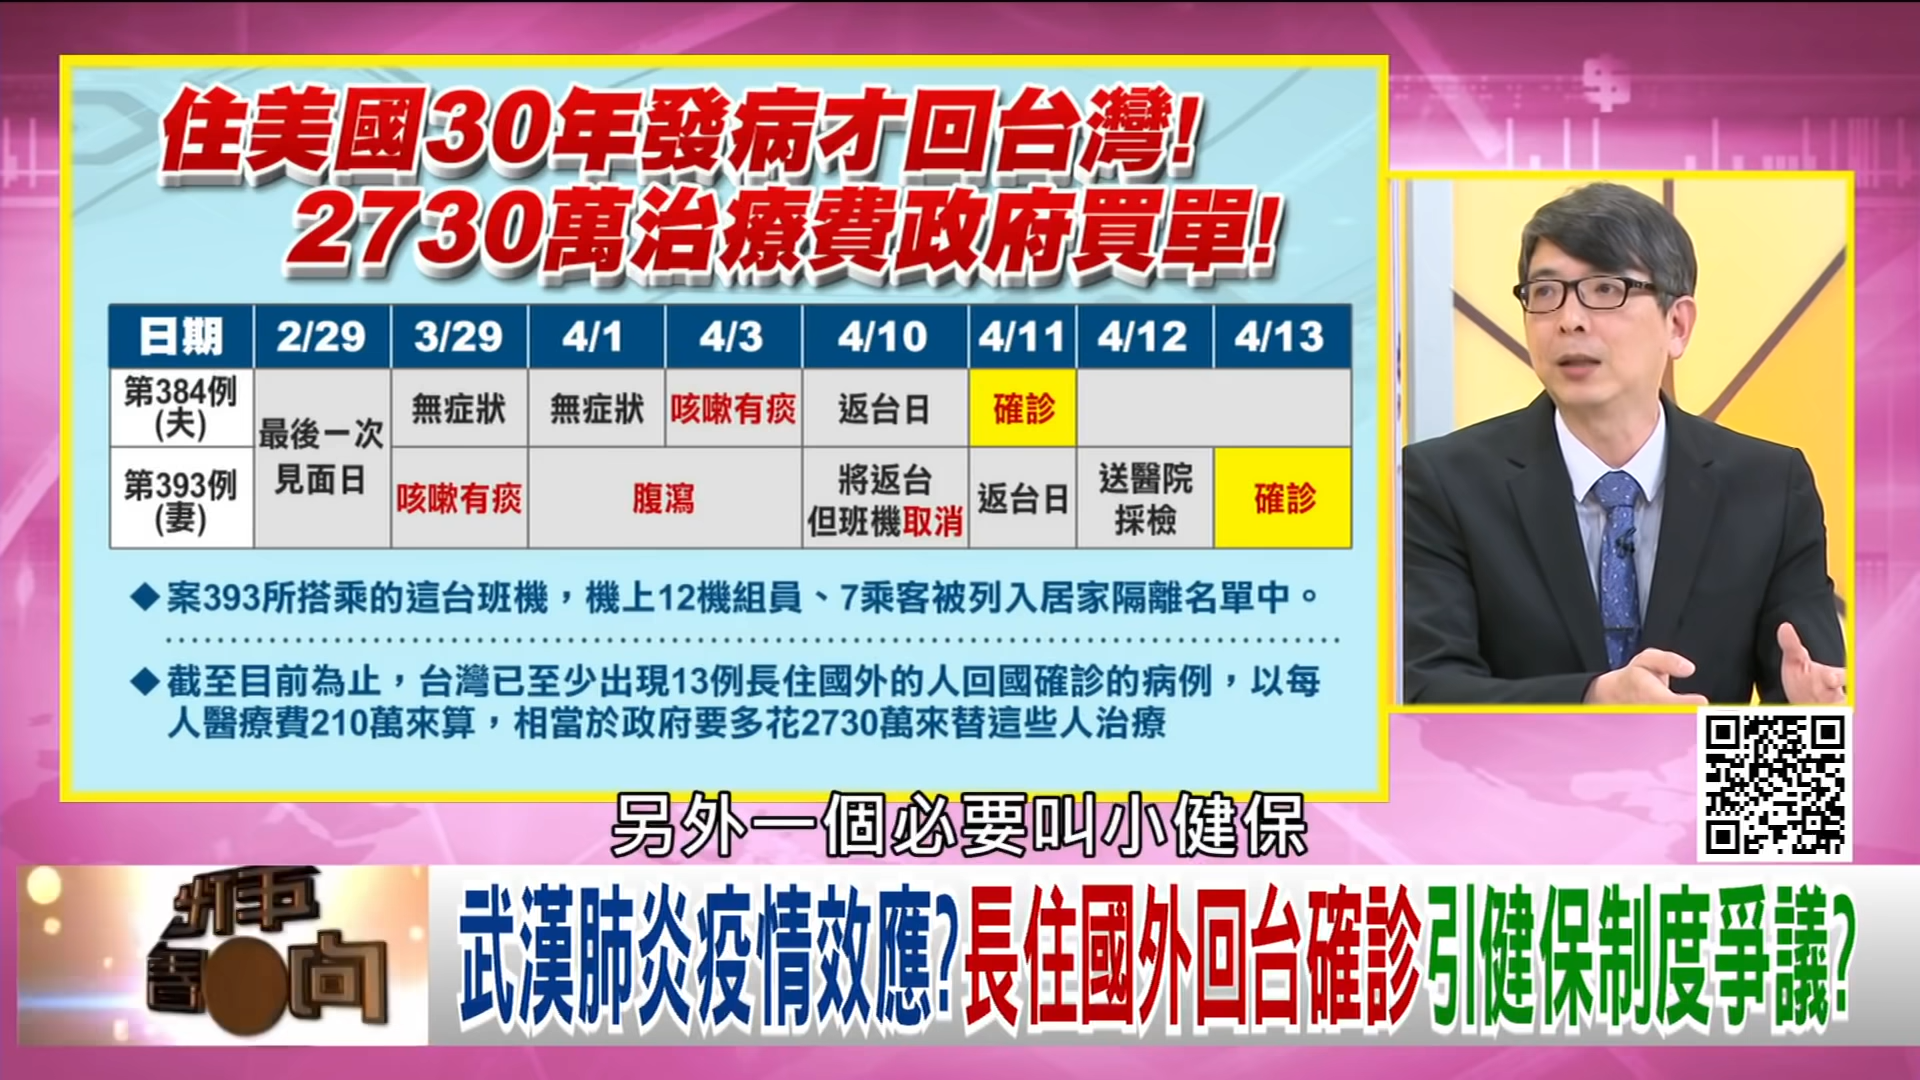 住美國30年發病才回台灣!
2730萬治療費政府買單!
日期 2/29 3/29 4/1 4/3 4/10 4/11 4/12 4/13
第384例
(夫)
最後一次
見面日
無症狀 無症狀 咳嗽有痰 返台日 確診
第393例
(妻)
咳嗽有痰 腹瀉
將返台
但班機取消
返台日
送醫院
採檢
確診
◆案393所搭乘的這台班機，機上12機組員、7乘客被列入居家隔離名單中。
◆截至目前為止，台灣已至少出現13例長住國外的人回國確診的病例，以每
人醫療費210萬來算，相當於政府要多花2730萬來替這些人治療
另外一個必要叫小健保
武漢肺炎疫情效應?長住國外回台確診引健保制度爭議?